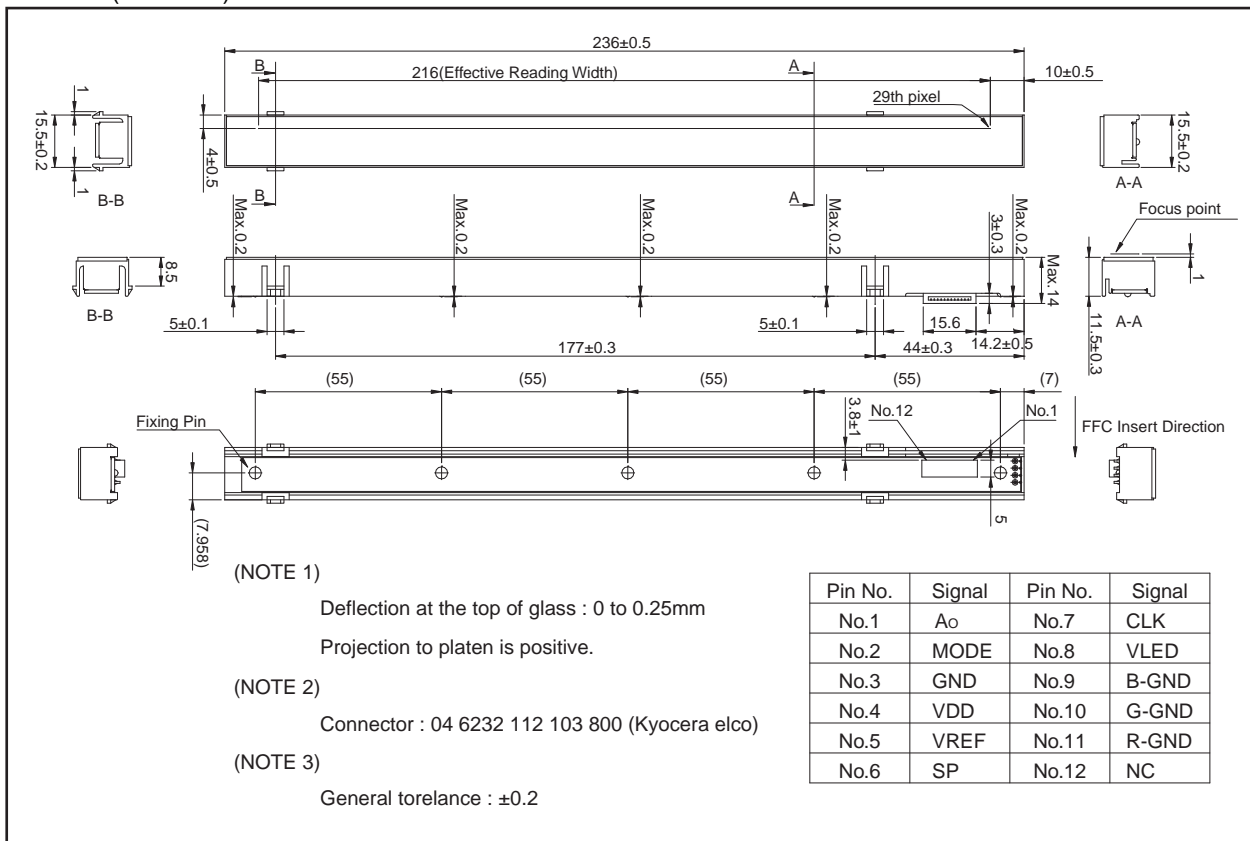 236±0.5
B
A
216(Effective Reading Width)
10±0.5
29th pixel
1
15.5±0.2
1
B-B
4±0.5
15.5±0.2
A-A
B
A
Max.0.2
Max.0.2
Max.0.2
Max.0.2
3±0.3
Max.0.2
Max.14
Focus point
1
8.5
B-B
11.5±0.3
A-A
5±0.1
5±0.1
15.6
14.2±0.5
177±0.3
44±0.3
(55)
(55)
(55)
(55)
(7)
Fixing Pin
3.8±1
No.12
No.1
FFC Insert Direction
5
(7.958)
(NOTE 1)
Deflection at the top of glass : 0 to 0.25mm
Projection to platen is positive.
(NOTE 2)
Connector : 04 6232 112 103 800 (Kyocera elco)
(NOTE 3)
General torelance : ±0.2
Pin No. Signal Pin No. Signal
No.1 Ao No.7 CLK
No.2 MODE No.8 VLED
No.3 GND No.9 B-GND
No.4 VDD No.10 G-GND
No.5 VREF No.11 R-GND
No.6 SP No.12 NC